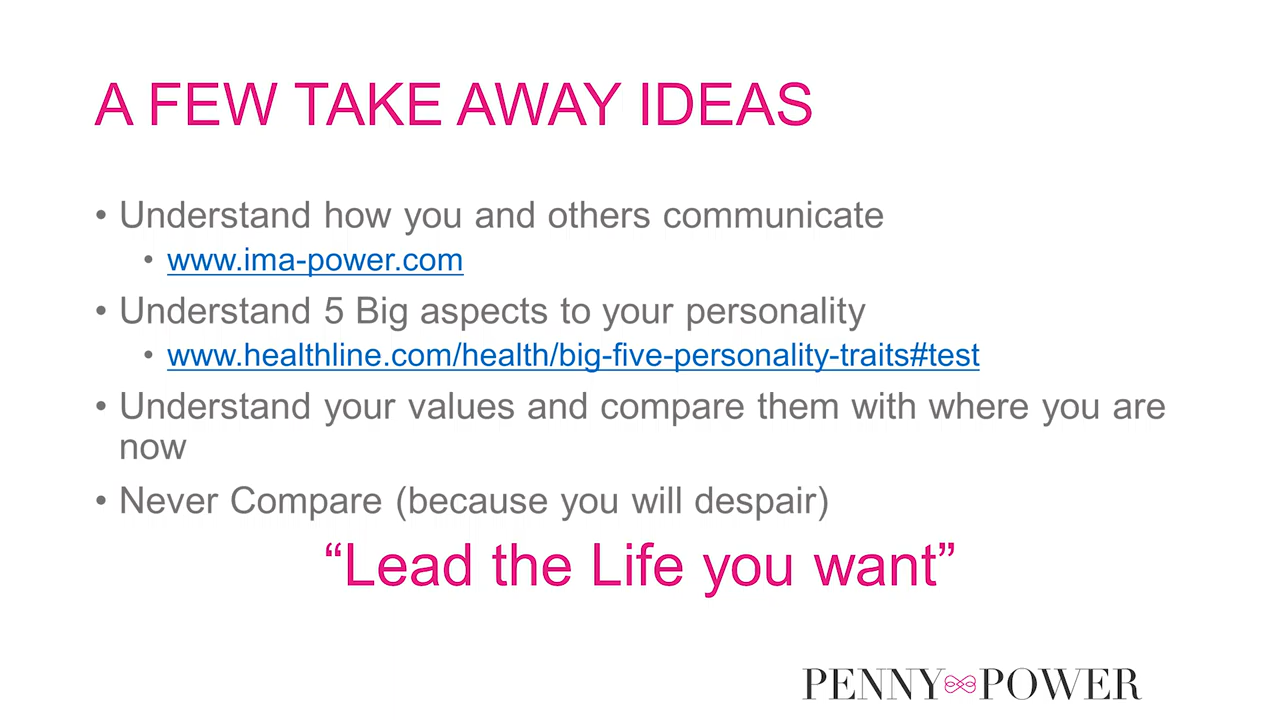 A FEW TAKE AWAY IDEAS
• Understand how you and others communicate
• www.ima-power.com
• Understand 5 Big aspects to your personality
• www.healthline.com/health/big-five-personality-traits#test
• Understand your values and compare them with where you are
now
• Never Compare (because you will despair)
“Lead the Life you want”
PENNY POWER